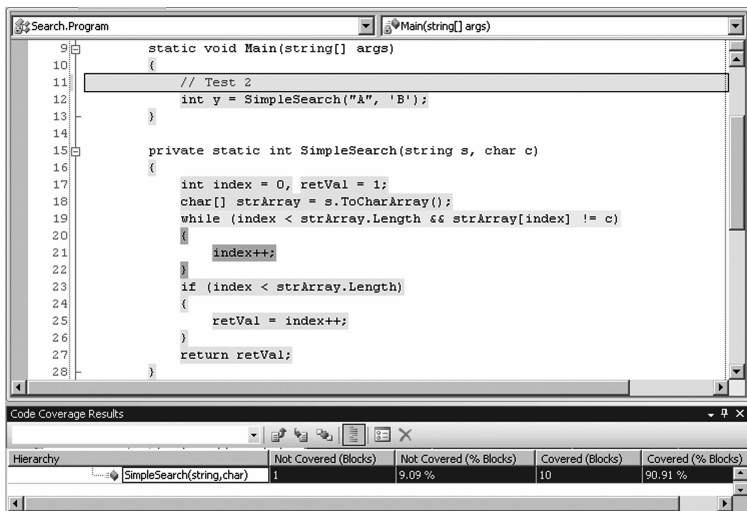 Search.Program Main(string[] args)
9 static void Main(string[] args)
10 {
11 // Test 2
12 int y = SimpleSearch("A", 'B');
13 }
14
15 private static int SimpleSearch(string s, char c)
16 {
17 int index = 0, retVal = 1;
18 char[] strArray = s.ToCharArray();
19 while (index < strArray.Length && strArray[index] != c)
20 {
21 index++;
22 }
23 if (index < strArray.Length)
24 {
25 retVal = index++;
26 }
27 return retVal;
28 }
Code Coverage Results
Hierarchy Not Covered (Blocks) Not Covered (% Blocks) Covered (Blocks) Covered (% Blocks)
SimpleSearch(string,char) 1 9.09 % 10 90.91 %